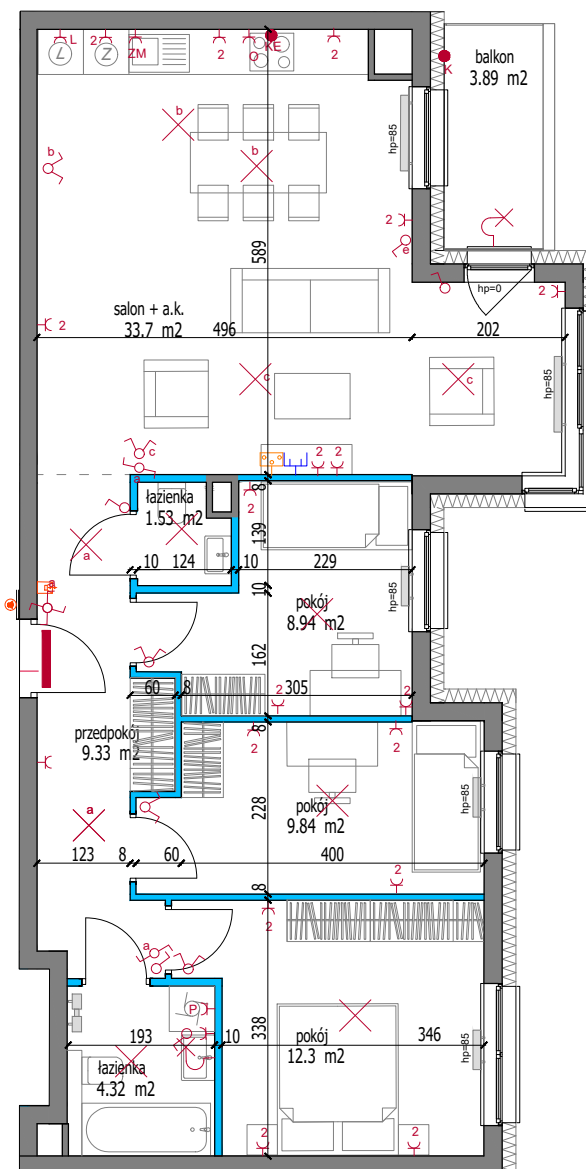 L
2
ZM
2
O
KE
2
L
Z
K
balkon
3.89 m2
b
b
b
hp=85
2
e
589
hp=0
2
salon + a.k.
33.7 m2
496
202
2
hp=85
c
c
c
a
2
2
8
2
łazienka
1.53 m2
139
a
10
124
10
229
10
pokój
8.94 m2
hp=85
a
162
60
8
305
2
2
przedpokój
9.33 m2
8
2
2
a
228
pokój
9.84 m2
hp=85
123
8
60
400
2
8
2
a
P
193
10
338
pokój
12.3 m2
346
hp=85
łazienka
4.32 m2
2
2